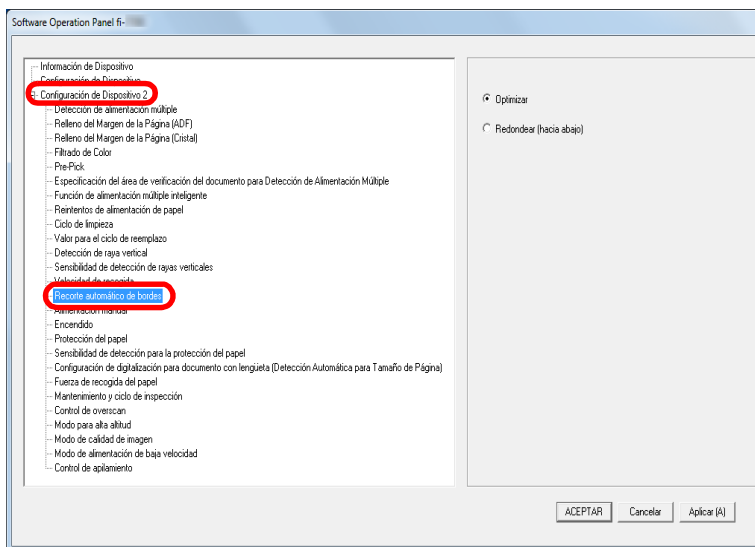 Software Operation Panel fi-
Información de Dispositivo
Configuración de Dispositivo
Configuración de Dispositivo 2
Detección de alimentación múltiple
Relleno del Margen de la Página (ADF)
Relleno del Margen de la Página (Cristal)
Filtrado de Color
Pre-Pick
Especificación del área de verificación del documento para Detección de Alimentación Múltiple
Función de alimentación múltiple inteligente
Reintentos de alimentación de papel
Ciclo de limpieza
Valor para el ciclo de reemplazo
Detección de raya vertical
Sensibilidad de detección de rayas verticales
Velocidad de recogida
Recorte automático de bordes
Alimentación manual
Encendido
Protección del papel
Sensibilidad de detección para la protección del papel
Configuración de digitalización para documento con lengüeta (Detección Automática para Tamaño de Página)
Fuerza de recogida del papel
Mantenimiento y ciclo de inspección
Control de overscan
Modo para alta altitud
Modo de calidad de imagen
Modo de alimentación de baja velocidad
Control de apilamiento
Optimizar
Redondear (hacia abajo)
ACEPTAR Cancelar Aplicar (A)